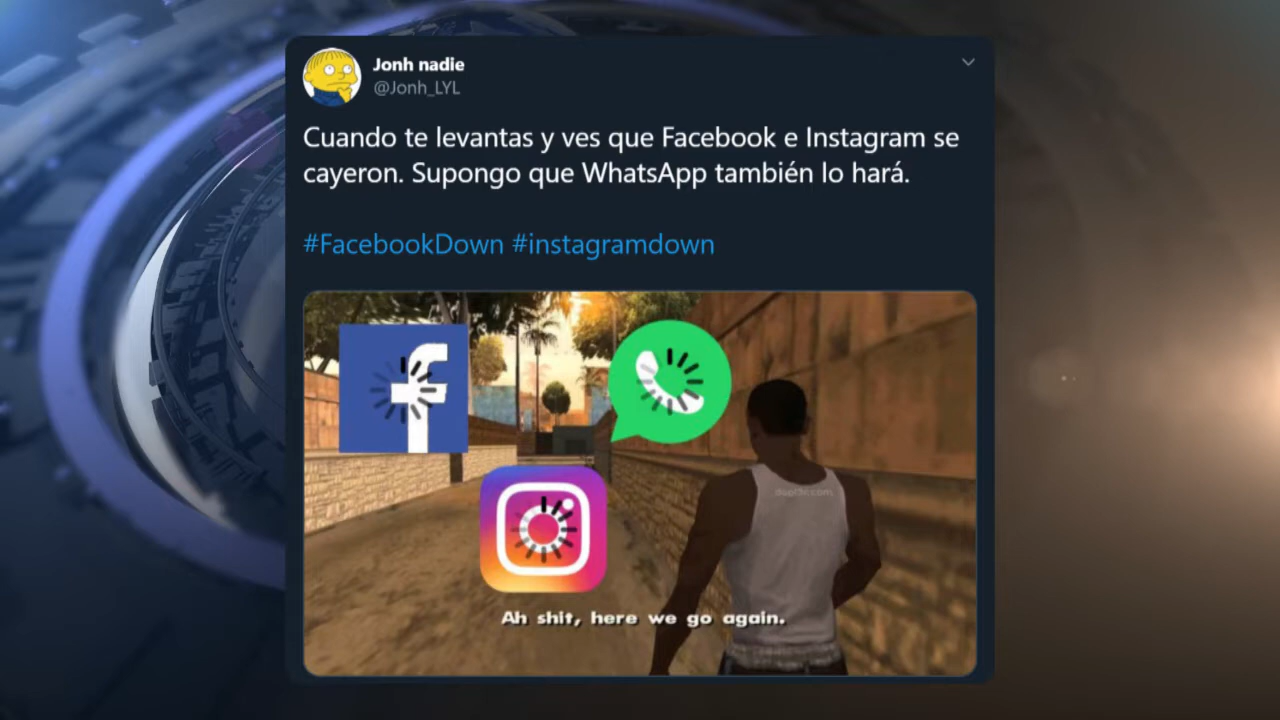 Jonh nadie
@Jonh_LYL
Cuando te levantas y ves que Facebook e Instagram se
cayeron. Supongo que WhatsApp también lo hará.
#FacebookDown #instagramdown
Ah shit, here we go again.